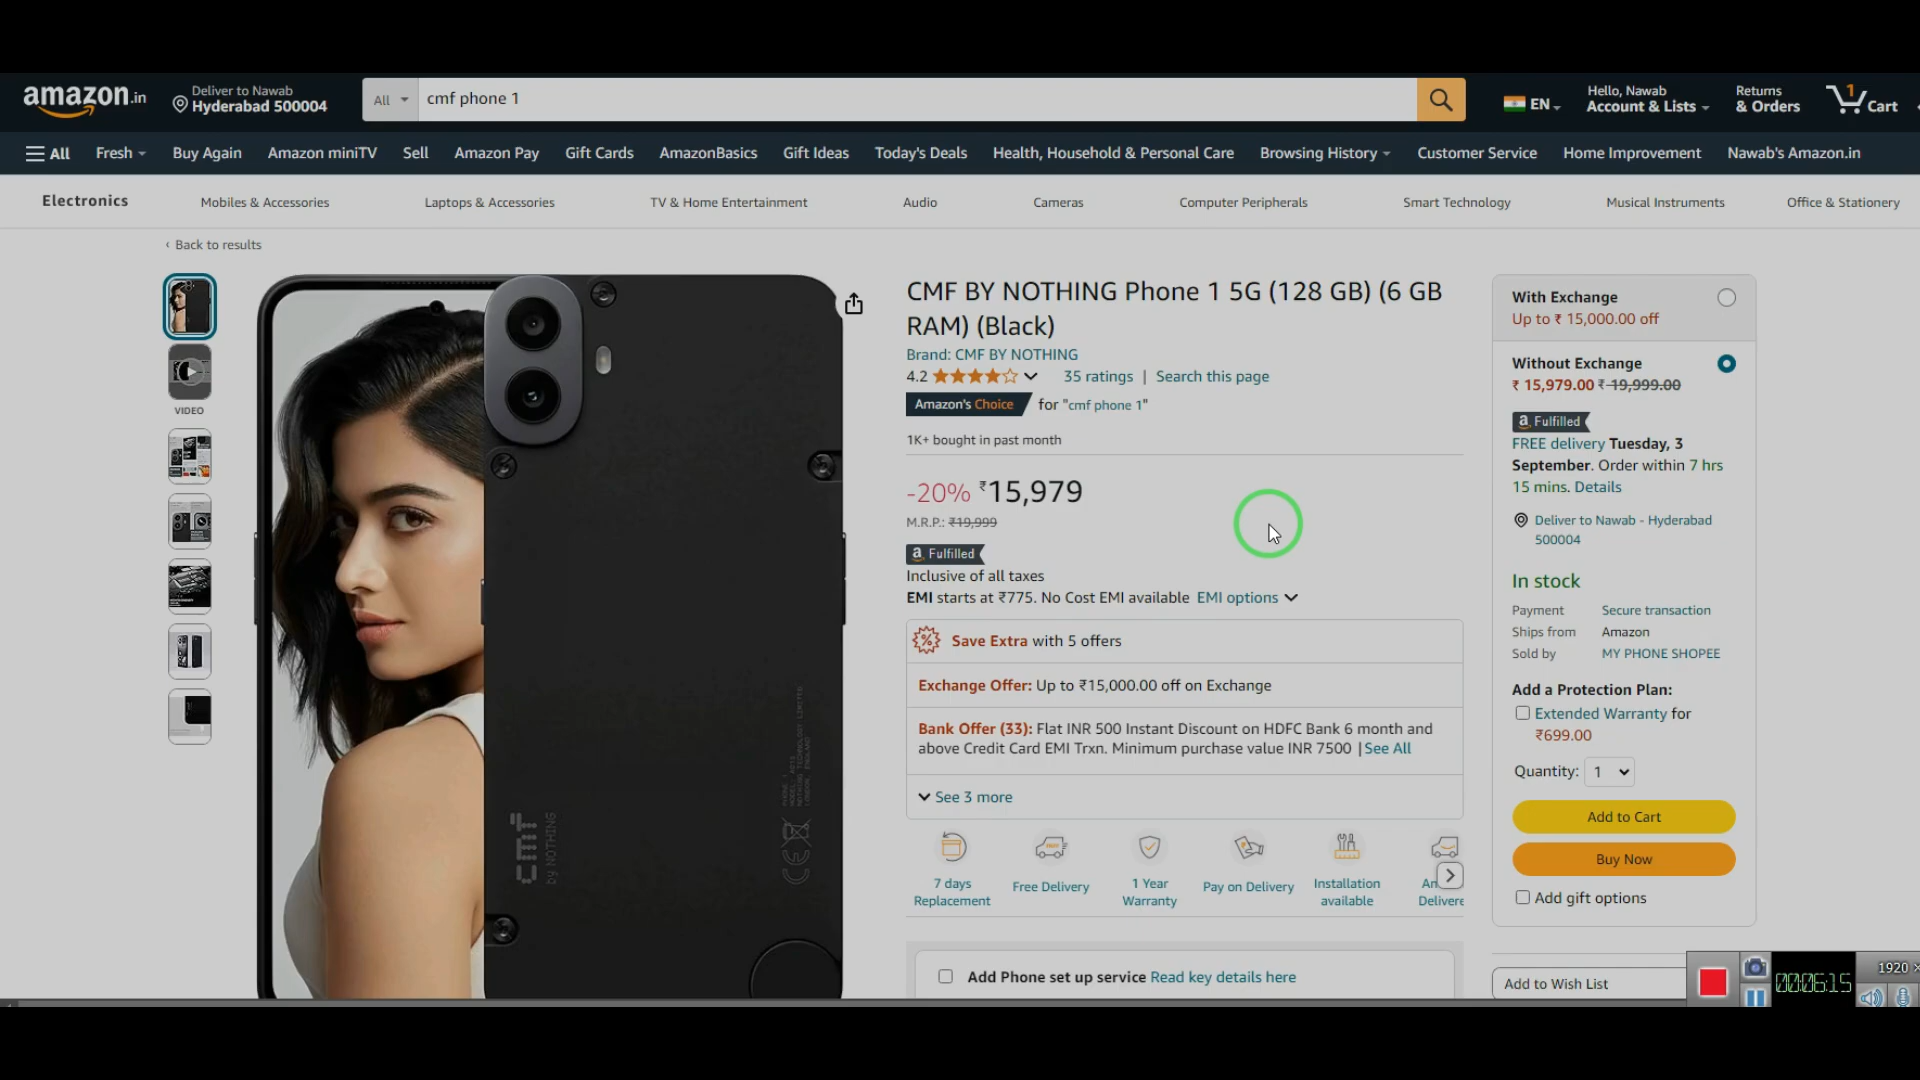 amazon.in
Deliver to Nawab
Hyderabad 500004
All
cmf phone 1
EN
Hello, Nawab
Account & Lists
Returns
& Orders
1
Cart
All
Fresh
Buy Again
Amazon miniTV
Sell
Amazon Pay
Gift Cards
AmazonBasics
Gift Ideas
Today's Deals
Health, Household & Personal Care
Browsing History
Customer Service
Home Improvement
Nawab's Amazon.in
Electronics
Mobiles & Accessories
Laptops & Accessories
TV & Home Entertainment
Audio
Cameras
Computer Peripherals
Smart Technology
Musical Instruments
Office & Stationery
‹ Back to results
VIDEO
CMF
by NOTHING
CMF BY NOTHING Phone 1 5G (128 GB) (6 GB
RAM) (Black)
Brand: CMF BY NOTHING
4.2
35 ratings | Search this page
Amazon's Choice for "cmf phone 1"
1K+ bought in past month
-20% ₹15,979
M.R.P.: ₹19,999
a Fulfilled
Inclusive of all taxes
EMI starts at ₹775. No Cost EMI available EMI options
Save Extra with 5 offers
Exchange Offer: Up to ₹15,000.00 off on Exchange
Bank Offer (33): Flat INR 500 Instant Discount on HDFC Bank 6 month and
above Credit Card EMI Trxn. Minimum purchase value INR 7500 |See All
See 3 more
7 days
Replacement
Free Delivery
1 Year
Warranty
Pay on Delivery
Installation
available
Delivere
Add Phone set up service Read key details here
With Exchange
Up to ₹ 15,000.00 off
Without Exchange
₹ 15,979.00 ₹ 19,999.00
a Fulfilled
FREE delivery Tuesday, 3
September. Order within 7 hrs
15 mins. Details
Deliver to Nawab - Hyderabad
500004
In stock
Payment
Secure transaction
Ships from
Amazon
Sold by
MY PHONE SHOPEE
Add a Protection Plan:
Extended Warranty for
₹699.00
Quantity: 1
Add to Cart
Buy Now
Add gift options
Add to Wish List
00:06:15
1920